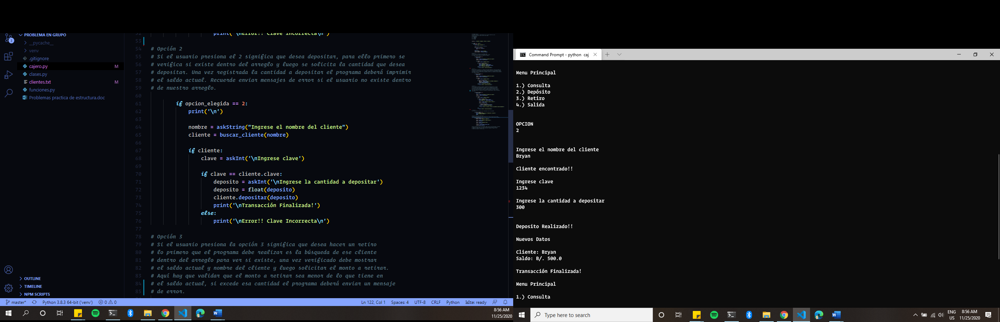 PROBLEMA EN GRUPO
__pycache__
venv
.gitignore
cajero.py M
clases.py
clientes.txt M
funciones.py
Problemas practica de estructura.doc
3
OUTLINE
TIMELINE
NPM SCRIPTS
52 print('\nError!! Clave Incorrecta\n')
53
54 # Opción 2
55 # Si el usuario presiona el 2 significa que desea depositar, para ello primero se
56 # verifica si existe dentro del arreglo y luego se solicita la cantidad que desea
57 # depositar. Una vez registrada la cantidad a depositar el programa deberá imprimir
58 # el saldo actual. Recuerde enviar mensajes de error si el usuario no existe dentro
59 # de nuestro arreglo.
60
61 if opcion_elegida == 2:
62 print('\n')
63
64 nombre = askString("Ingrese el nombre del cliente")
65 cliente = buscar_cliente(nombre)
66
67 if cliente:
68 clave = askInt('\nIngrese clave')
69
70 if clave == cliente.clave:
71 deposito = askInt('\nIngrese la cantidad a depositar')
72 deposito = float(deposito)
73 cliente.depositar(deposito)
74 print('\nTransacción Finalizada!')
75 else:
76 print('\nError!! Clave Incorrecta\n')
77
78 # Opción 3
79 # Si el usuario presiona la opción 3 significa que desea hacer un retiro
80 # lo primero que el programa debe realizar es la búsqueda de ese cliente
81 # dentro del arreglo para ver si existe, una vez verificado debe mostrar
82 # el saldo actual y nombre del cliente y luego solicitar el monto a retirar.
83 # Aquí hay que validar que el monto a retirar sea menor de lo que tiene en
84 # el saldo actual, si excede esa cantidad el programa deberá enviar un mensaje
85 # de error.
master* Python 3.8.3 64-bit ('venv') 0 0 Ln 122, Col 1 Spaces: 4 UTF-8 CRLF Python kite: ready
8:56 AM
11/25/2020
Command Prompt - python caj
Menu Principal
1.) Consulta
2.) Depósito
3.) Retiro
4.) Salida
OPCION
2
Ingrese el nombre del cliente
Bryan
Cliente encontrado!!
Ingrese clave
1234
Ingrese la cantidad a depositar
300
Deposito Realizado!!
Nuevos Datos
Cliente: Bryan
Saldo: B/. 500.0
Transacción Finalizada!
Menu Principal
1.) Consulta
Type here to search
ENG
US
8:56 AM
11/25/2020